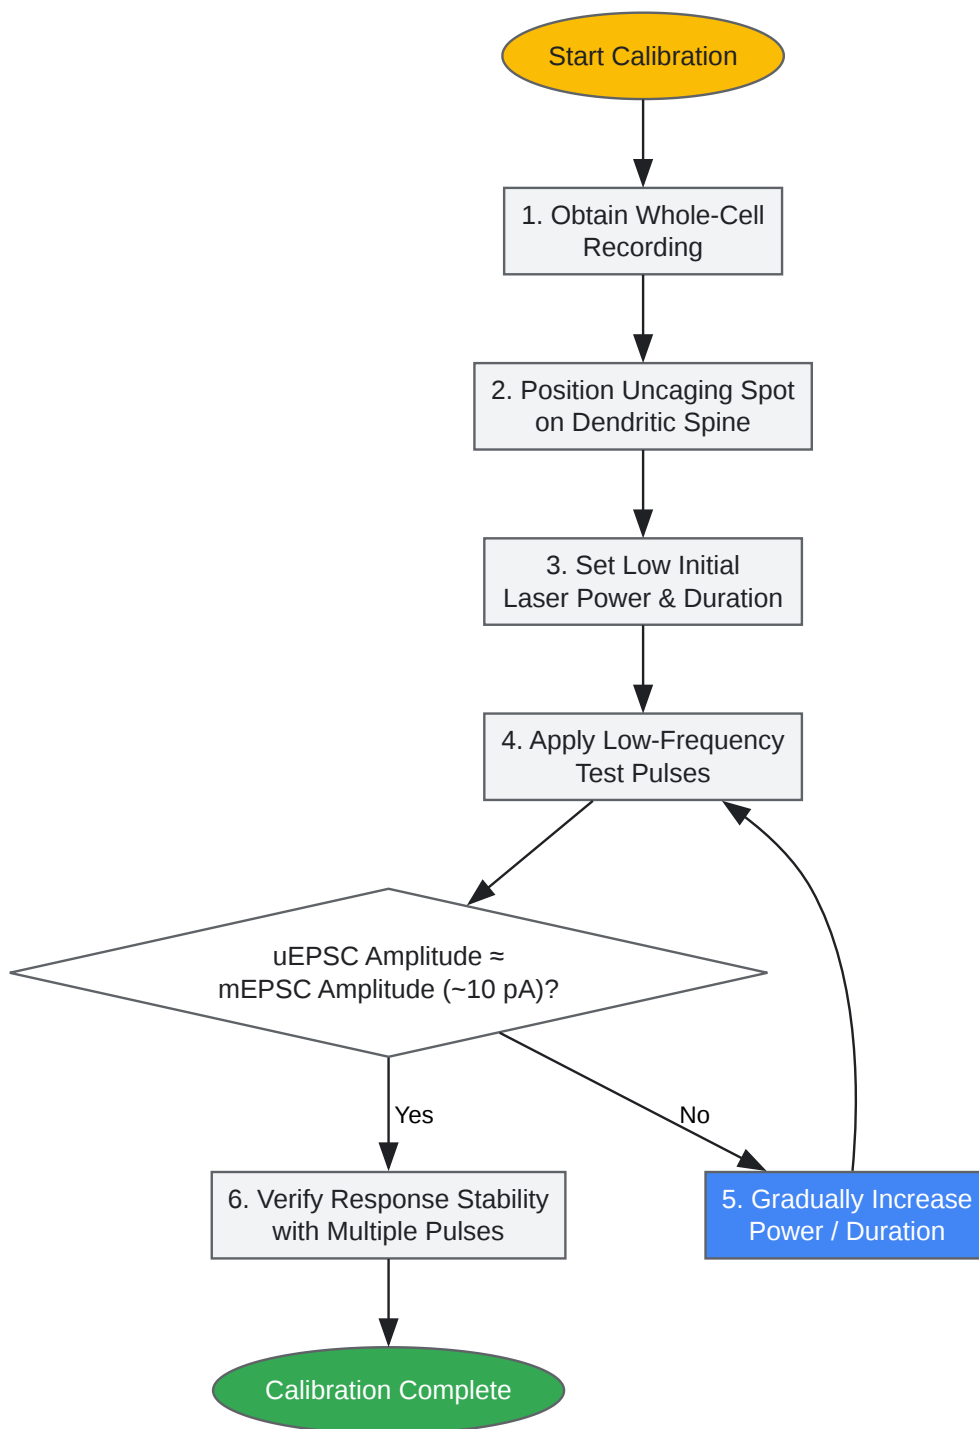 Start Calibration
1. Obtain Whole-Cell
Recording
2. Position Uncaging Spot
on Dendritic Spine
3. Set Low Initial
Laser Power & Duration
4. Apply Low-Frequency
Test Pulses
uEPSC Amplitude ≈
mEPSC Amplitude (~10 pA)?
Yes
No
6. Verify Response Stability
with Multiple Pulses
5. Gradually Increase
Power / Duration
Calibration Complete